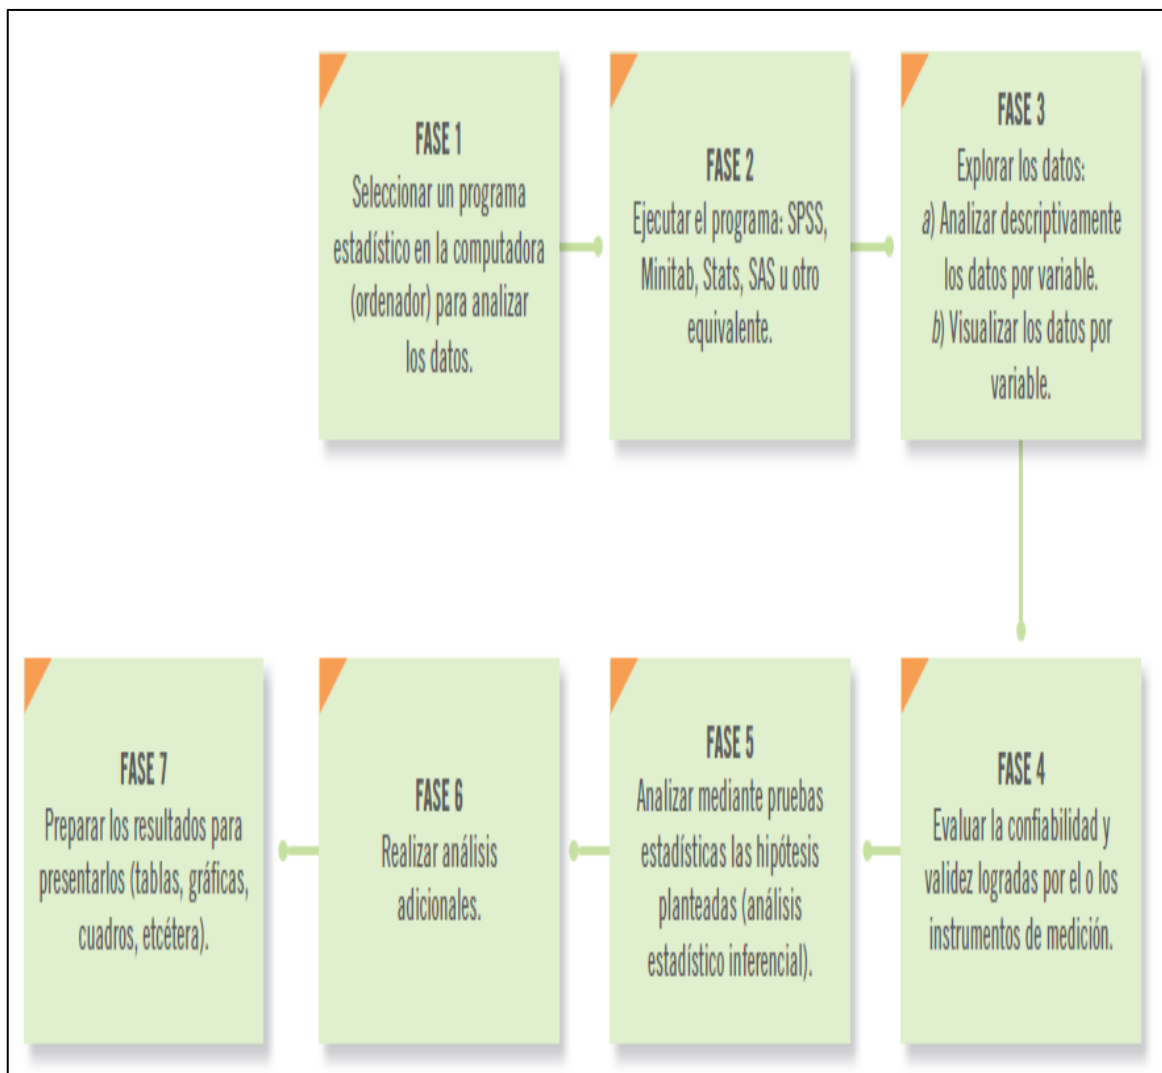 FASE 1
Seleccionar un programa
estadístico en la computadora
(ordenador) para analizar
los datos.
FASE 2
Ejecutar el programa: SPSS,
Minitab, Stats, SAS u otro
equivalente.
FASE 3
Explorar los datos:
a) Analizar descriptivamente
los datos por variable.
b) Visualizar los datos por
variable.
FASE 4
Evaluar la confiabilidad y
validez logradas por el o los
instrumentos de medición.
FASE 5
Analizar mediante pruebas
estadísticas las hipótesis
planteadas (análisis
estadístico inferencial).
FASE 6
Realizar análisis
adicionales.
FASE 7
Preparar los resultados para
presentarlos (tablas, gráficas,
cuadros, etcétera).